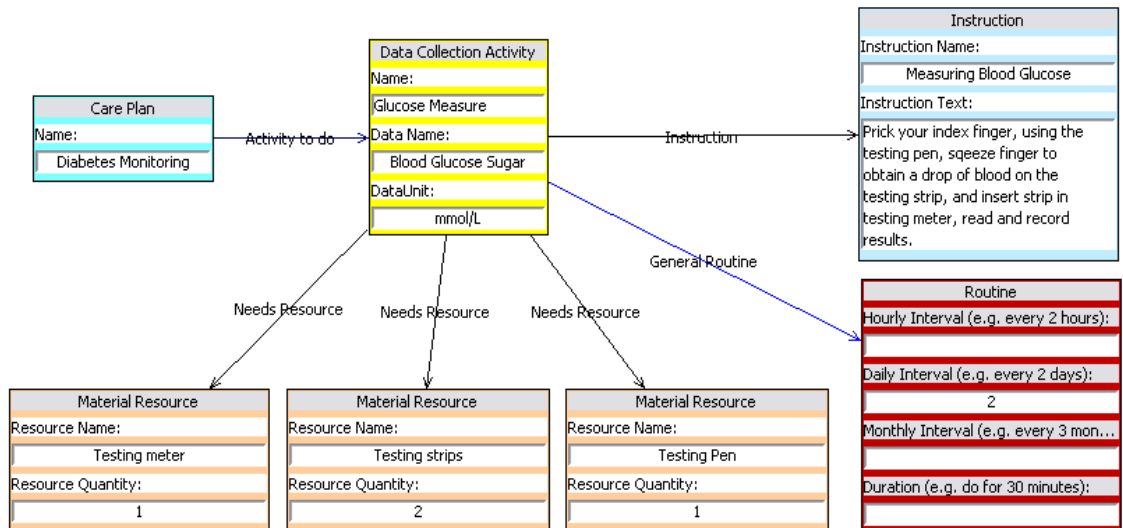 Care Plan
Name:
Diabetes Monitoring
Activity to do
Data Collection Activity
Name:
Glucose Measure
Data Name:
Blood Glucose Sugar
DataUnit:
mmol/L
Instruction
Instruction
Instruction Name:
Measuring Blood Glucose
Instruction Text:
Prick your index finger, using the
testing pen, sqeeze finger to
obtain a drop of blood on the
testing strip, and insert strip in
testing meter, read and record
results.
General Routine
Routine
Hourly Interval (e.g. every 2 hours):
Daily Interval (e.g. every 2 days):
2
Monthly Interval (e.g. every 3 mon...
Duration (e.g. do for 30 minutes):
Needs Resource
Needs Resource
Needs Resource
Material Resource
Resource Name:
Testing meter
Resource Quantity:
1
Material Resource
Resource Name:
Testing strips
Resource Quantity:
2
Material Resource
Resource Name:
Testing Pen
Resource Quantity:
1